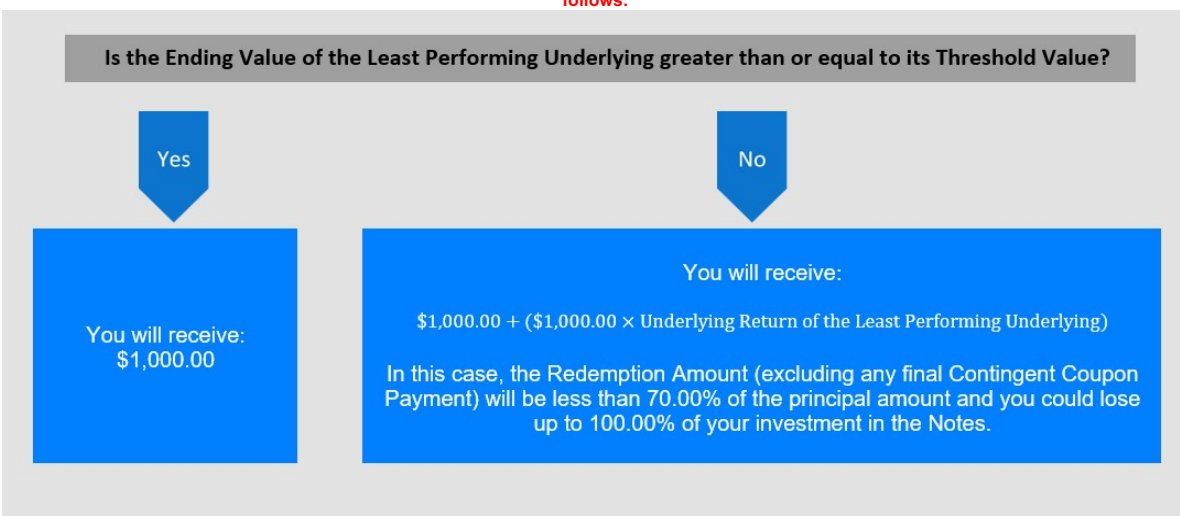 follows:
Is the Ending Value of the Least Performing Underlying greater than or equal to its Threshold Value?
Yes
No
You will receive:
$1,000.00
You will receive:
$1,000.00 + ($1,000.00 × Underlying Return of the Least Performing Underlying)
In this case, the Redemption Amount (excluding any final Contingent Coupon
Payment) will be less than 70.00% of the principal amount and you could lose
up to 100.00% of your investment in the Notes.